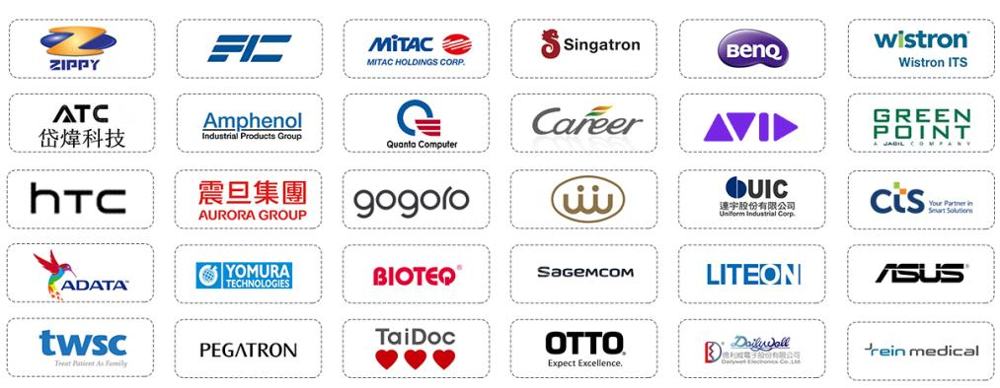 ZIPPY
MiTAC
MITAC HOLDINGS CORP.
Singatron
BenQ
wistron®
Wistron ITS
ATC
岱煒科技
Amphenol
Industrial Products Group
Quanta Computer
Career
AVID
GREEN
POINT
A JABIL COMPANY
hTC
震旦集團
AURORA GROUP
gogoro
UIC
達宇股份有限公司
Uniform Industrial Corp.
CtS
Your Partner in
Smart Solutions
ADATA™
YOMURA
TECHNOLOGIES
BIOTEQ®
SAGEMCOM
LITEON
ASUS®
twsc
Treat Patient As Family
PEGATRON
TaiDoc
OTTO®
Expect Excellence.
DailyWell
德利威電子股份有限公司
Dailywell Electronics Co.,Ltd.
rein medical